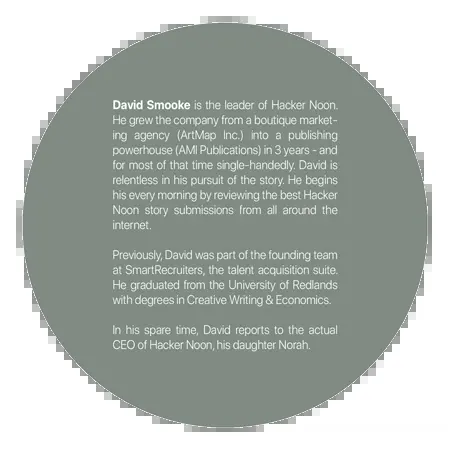 David Smooke is the leader of Hacker Noon.
He grew the company from a boutique market-
ing agency (ArtMap Inc.) into a publishing
powerhouse (AMI Publications) in 3 years - and
for most of that time single-handedly. David is
relentless in his pursuit of the story. He begins
his every morning by reviewing the best Hacker
Noon story submissions from all around the
internet.
Previously, David was part of the founding team
at SmartRecruiters, the talent acquisition suite.
He graduated from the University of Redlands
with degrees in Creative Writing & Economics.
In his spare time, David reports to the actual
CEO of Hacker Noon, his daughter Norah.